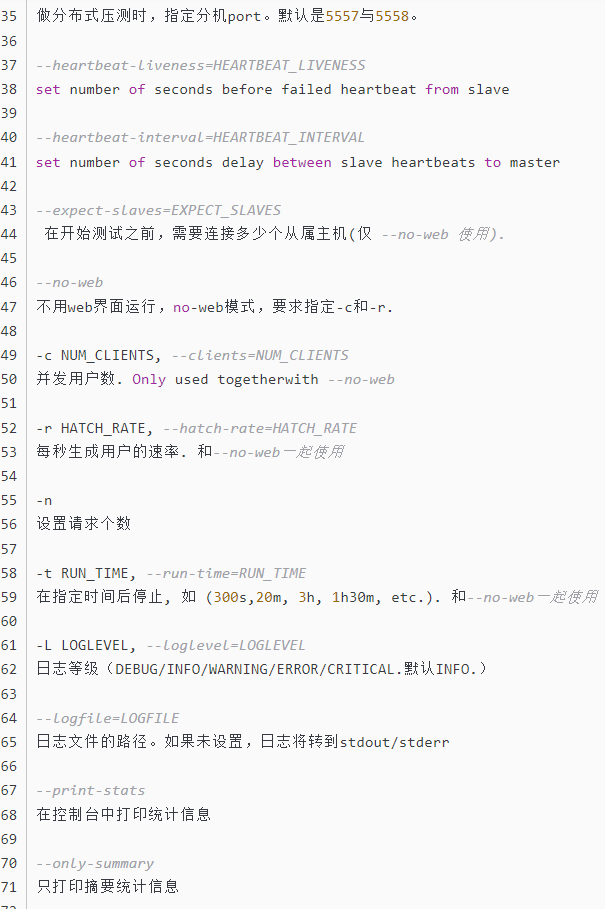 35 做分布式压测时，指定分机port。默认是5557与5558。
36
37 --heartbeat-liveness=HEARTBEAT_LIVENESS
38 set number of seconds before failed heartbeat from slave
39
40 --heartbeat-interval=HEARTBEAT_INTERVAL
41 set number of seconds delay between slave heartbeats to master
42
43 --expect-slaves=EXPECT_SLAVES
44 在开始测试之前，需要连接多少个从属主机(仅 --no-web 使用).
45
46 --no-web
47 不用web界面运行，no-web模式，要求指定-c和-r.
48
49 -c NUM_CLIENTS, --clients=NUM_CLIENTS
50 并发用户数. Only used togetherwith --no-web
51
52 -r HATCH_RATE, --hatch-rate=HATCH_RATE
53 每秒生成用户的速率. 和--no-web一起使用
54
55 -n
56 设置请求个数
57
58 -t RUN_TIME, --run-time=RUN_TIME
59 在指定时间后停止, 如 (300s,20m, 3h, 1h30m, etc.). 和--no-web一起使用
60
61 -L LOGLEVEL, --loglevel=LOGLEVEL
62 日志等级（DEBUG/INFO/WARNING/ERROR/CRITICAL.默认INFO.）
63
64 --logfile=LOGFILE
65 日志文件的路径。如果未设置，日志将转到stdout/stderr
66
67 --print-stats
68 在控制台中打印统计信息
69
70 --only-summary
71 只打印摘要统计信息